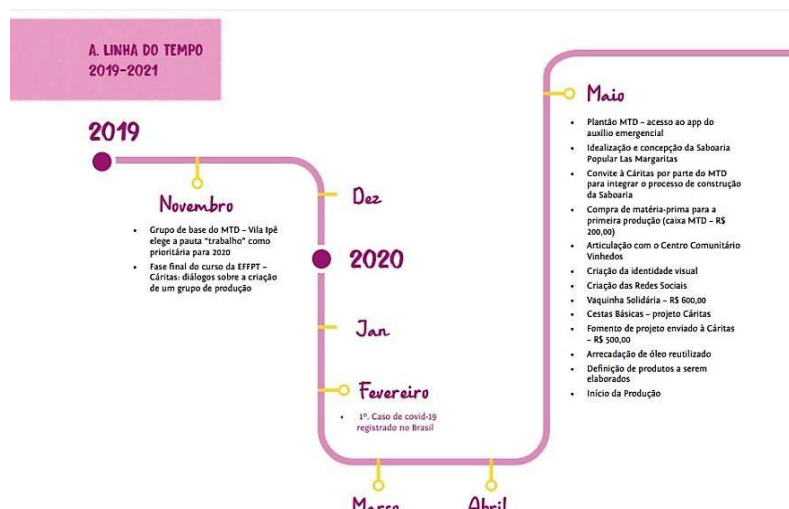 A. LINHA DO TEMPO
2019-2021
2019
Novembro
• Grupo de base do MTD – Vila Ipê
elege a pauta "trabalho" como
prioritária para 2020
• Fase final do curso da EFFPT –
Cáritas: diálogos sobre a criação
de um grupo de produção
Dez
2020
Jan
Fevereiro
• 1º. Caso de covid-19
registrado no Brasil
Março
Abril
Maio
• Plantão MTD – acesso ao app do
auxílio emergencial
• Idealização e concepção da Saboaria
Popular Las Margaritas
• Convite à Cáritas por parte do MTD
para integrar o processo de construção
da Saboaria
• Compra de matéria-prima para a
primeira produção (caixa MTD – R$
200,00)
• Articulação com o Centro Comunitário
Vinhedos
• Criação da identidade visual
• Criação das Redes Sociais
• Vaquinha Solidária – R$ 600,00
• Cestas Básicas – projeto Cáritas
• Fomento de projeto enviado à Cáritas
– R$ 500,00
• Arrecadação de óleo reutilizado
• Definição de produtos a serem
elaborados
• Início da Produção